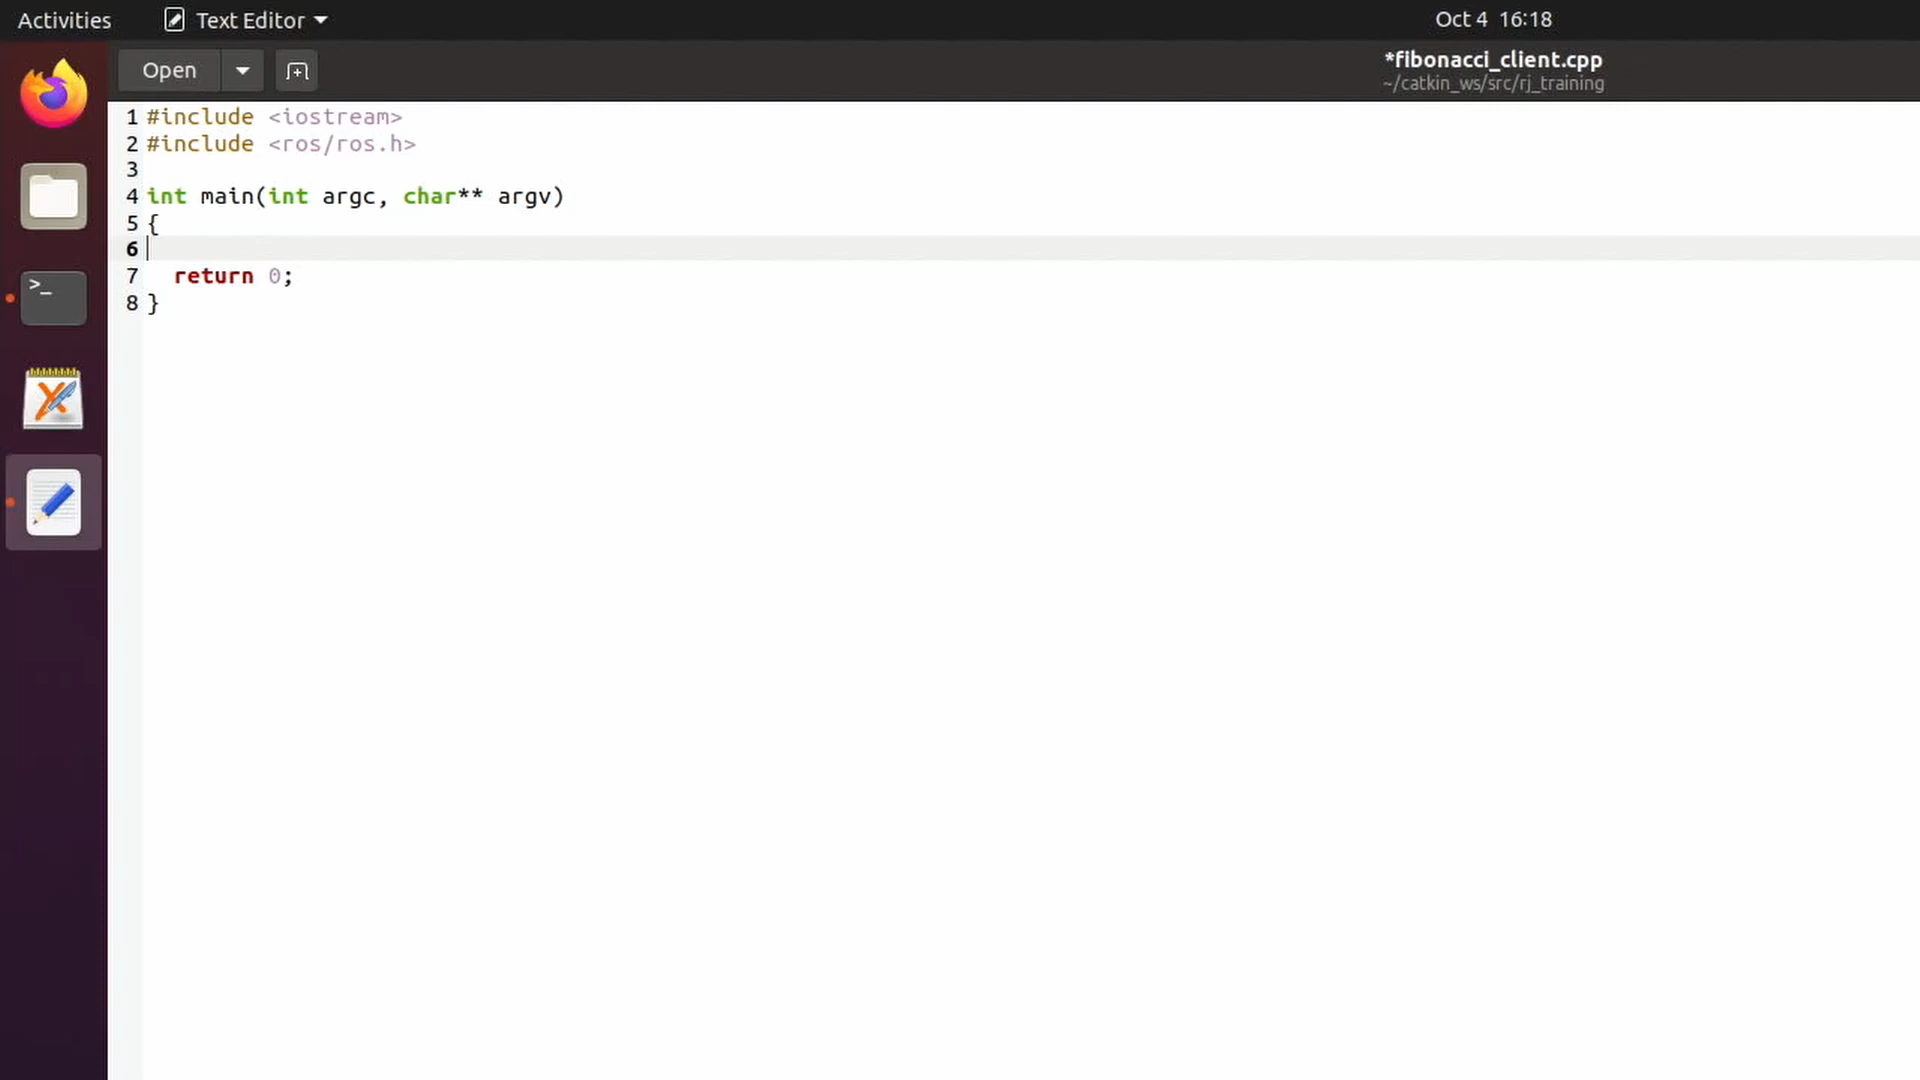 Activities
Text Editor
Oct 4 16:18
Open
*fibonacci_client.cpp
~/catkin_ws/src/rj_training
1 #include <iostream>
2 #include <ros/ros.h>
3
4 int main(int argc, char** argv)
5 {
6
7 return 0;
8 }
>_